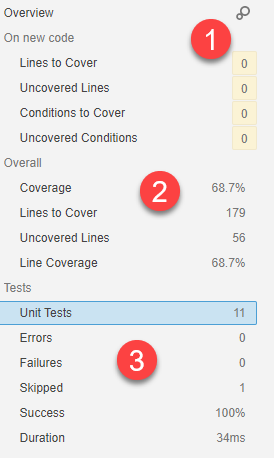 Overview
On new code
1
Lines to Cover 0
Uncovered Lines 0
Conditions to Cover 0
Uncovered Conditions 0
Overall
Coverage 68.7%
2
Lines to Cover 179
Uncovered Lines 56
Line Coverage 68.7%
Tests
Unit Tests 11
Errors 0
Failures 0
3
Skipped 1
Success 100%
Duration 34ms